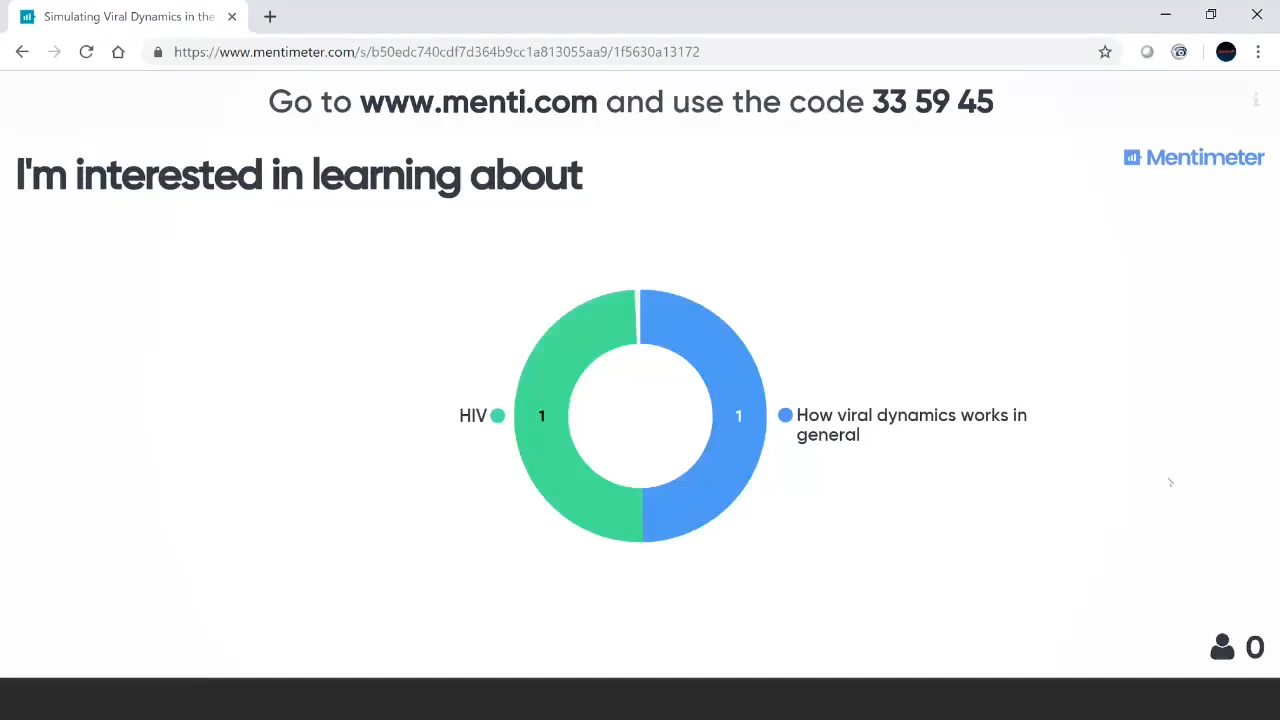 Simulating Viral Dynamics in the
https://www.mentimeter.com/s/b50edc740cdf7d364b9cc1a813055aa9/1f5630a13172
Go to www.menti.com and use the code 33 59 45
Mentimeter
I'm interested in learning about
HIV
1
1
How viral dynamics works in
general
0